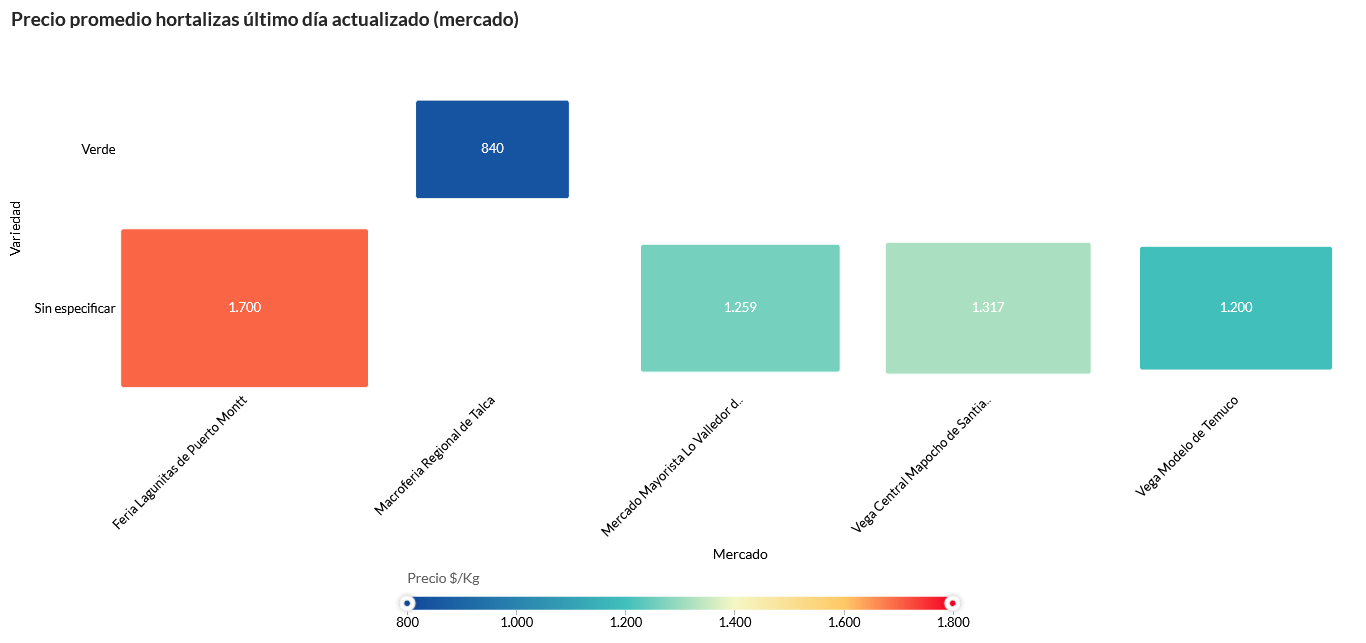 Precio promedio hortalizas último día actualizado (mercado)
Variedad
Verde
840
Sin especificar
1.700
1.259
1.317
1.200
Feria Lagunitas de Puerto Montt
Macroferia Regional de Talca
Mercado Mayorista Lo Valledor d..
Vega Central Mapocho de Santia..
Vega Modelo de Temuco
Mercado
Precio $/Kg
800
1.000
1.200
1.400
1.600
1.800